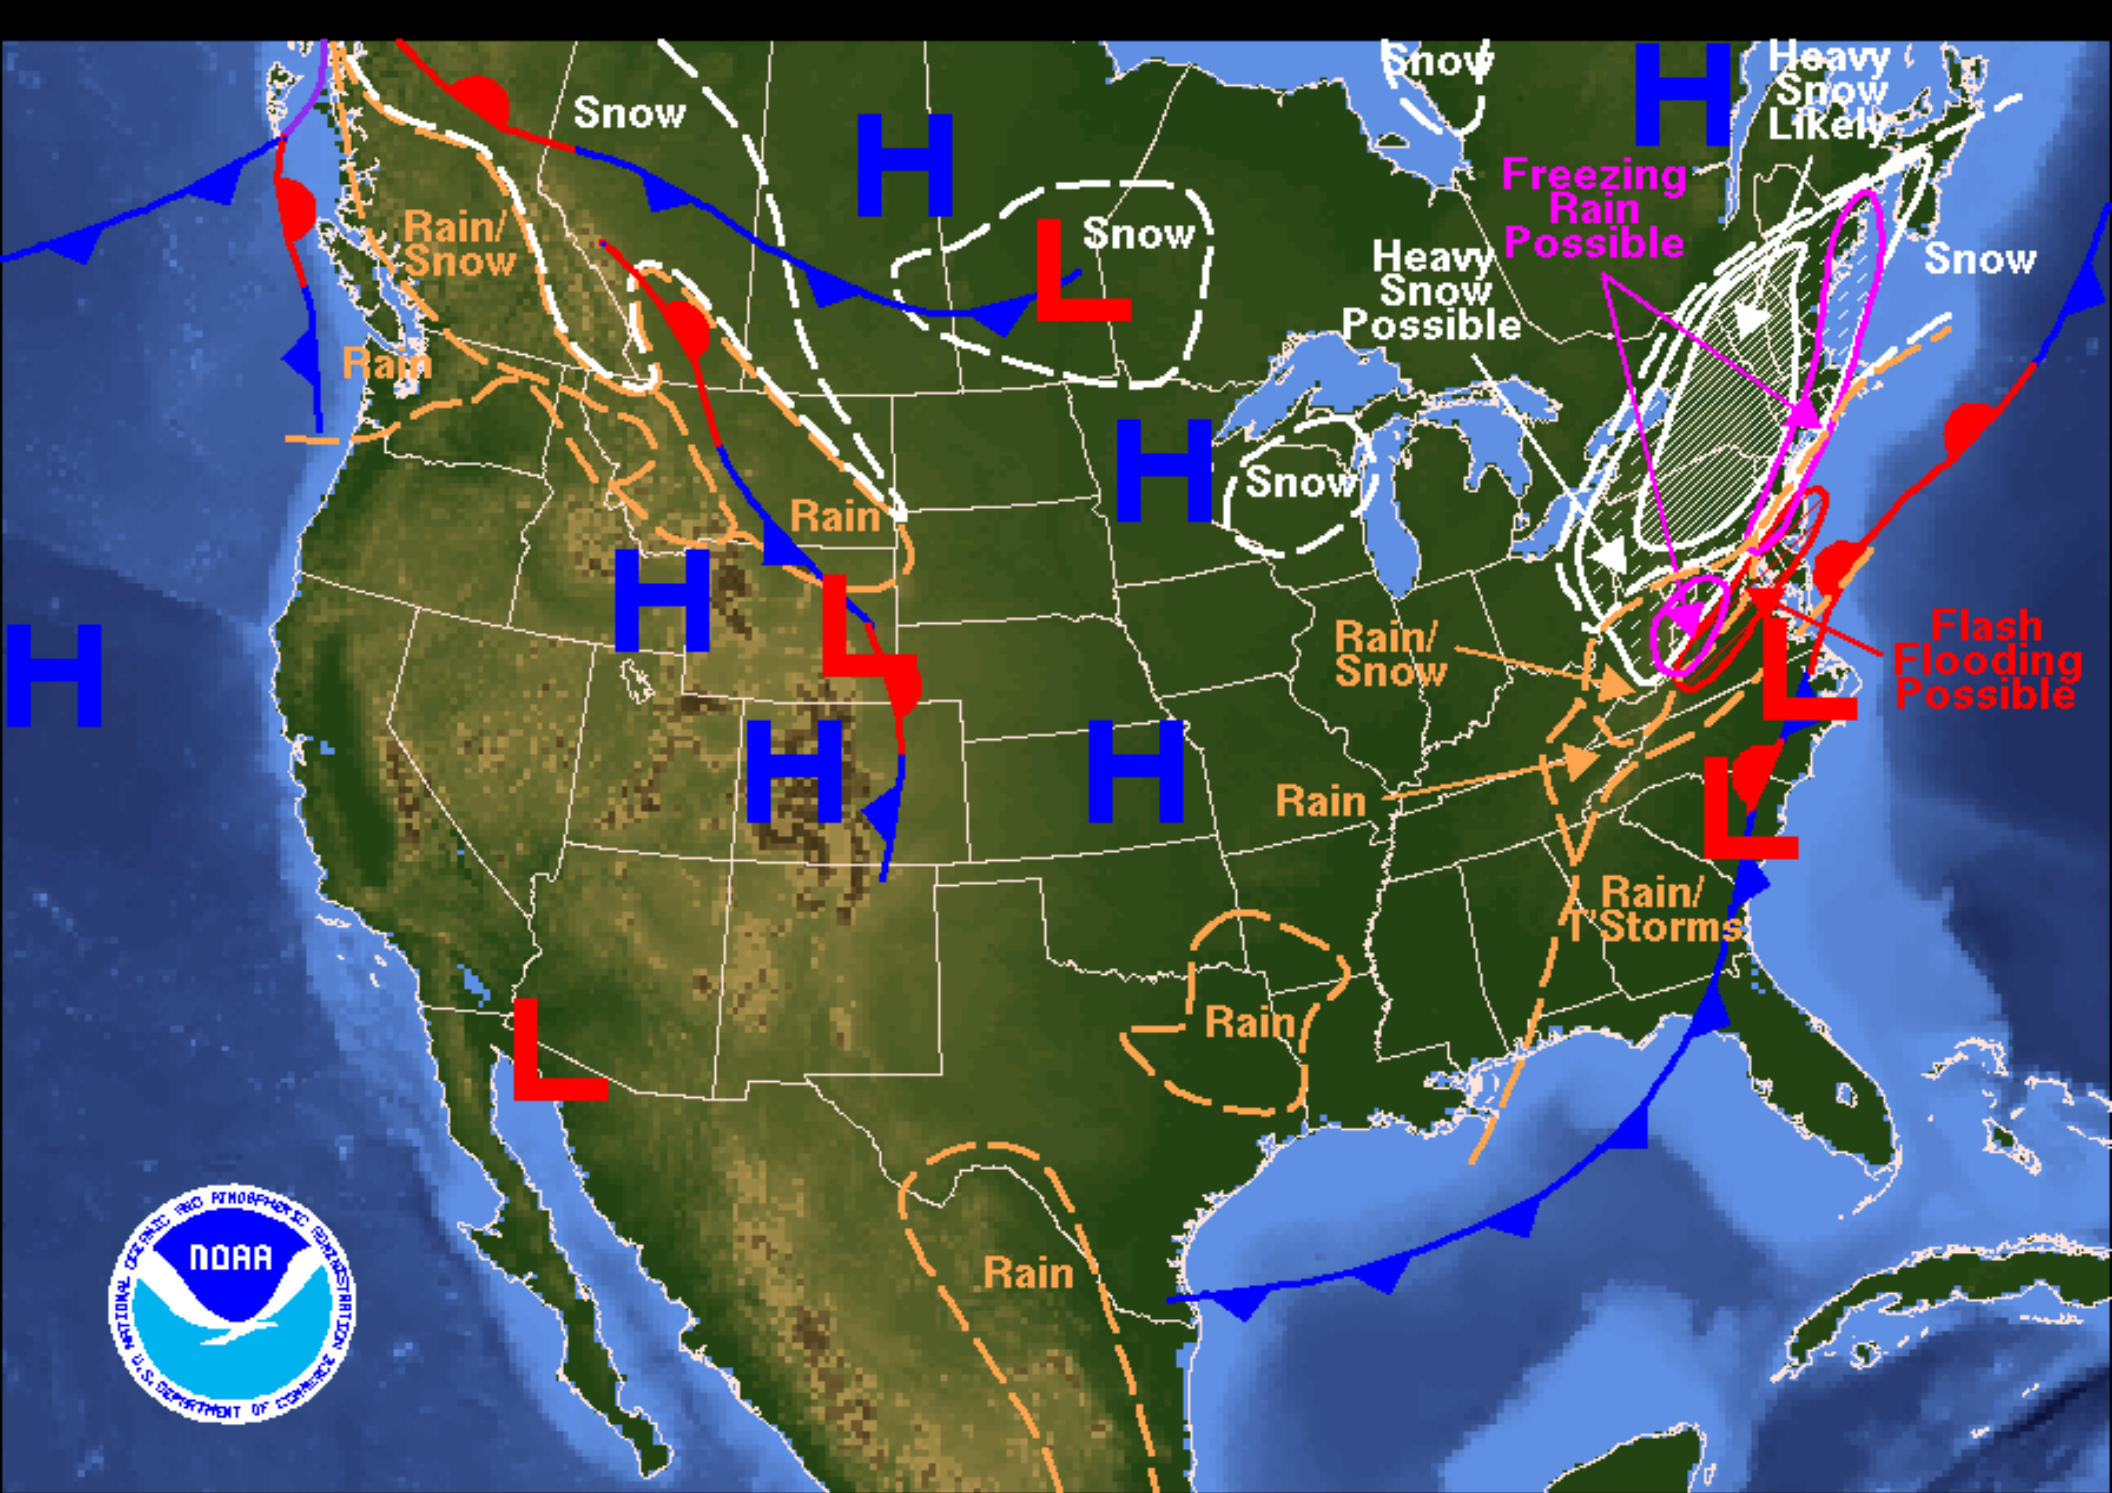 Snow
H
Heavy
Snow
Likely
Snow
H
Freezing
Rain
Possible
Rain/
Snow
Snow
L
Heavy
Snow
Possible
Snow
Rain
H
Snow
Rain
H
L
H
Rain/
Snow
L
Flash
Flooding
Possible
H
H
Rain
L
Rain/
T'Storms
Rain
L
Rain
NATIONAL OCEANIC AND ATMOSPHERIC ADMINISTRATION
NOAA
U.S. DEPARTMENT OF COMMERCE